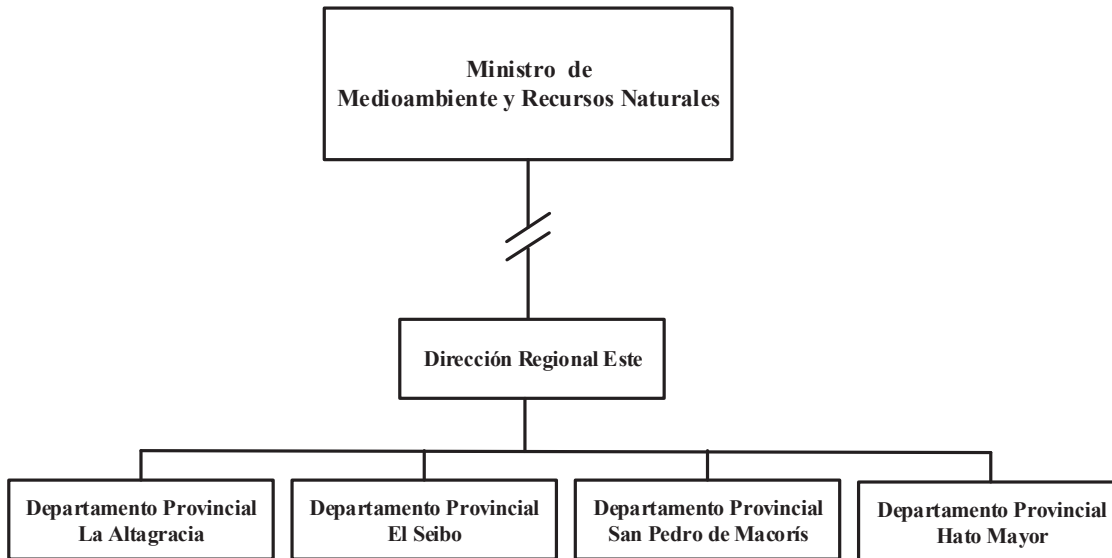 Ministro de
Medioambiente y Recursos Naturales
Dirección Regional Este
Departamento Provincial
La Altagracia
Departamento Provincial
El Seibo
Departamento Provincial
San Pedro de Macorís
Departamento Provincial
Hato Mayor